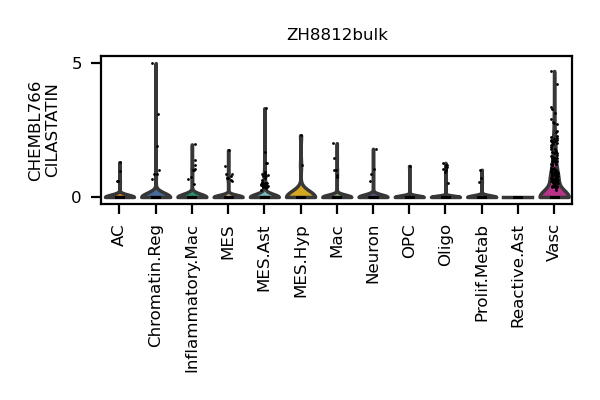 ZH8812bulk
CHEMBL766
CILASTATIN
5
0
AC
Chromatin.Reg
Inflammatory.Mac
MES
MES.Ast
MES.Hyp
Mac
Neuron
OPC
Oligo
Prolif.Metab
Reactive.Ast
Vasc